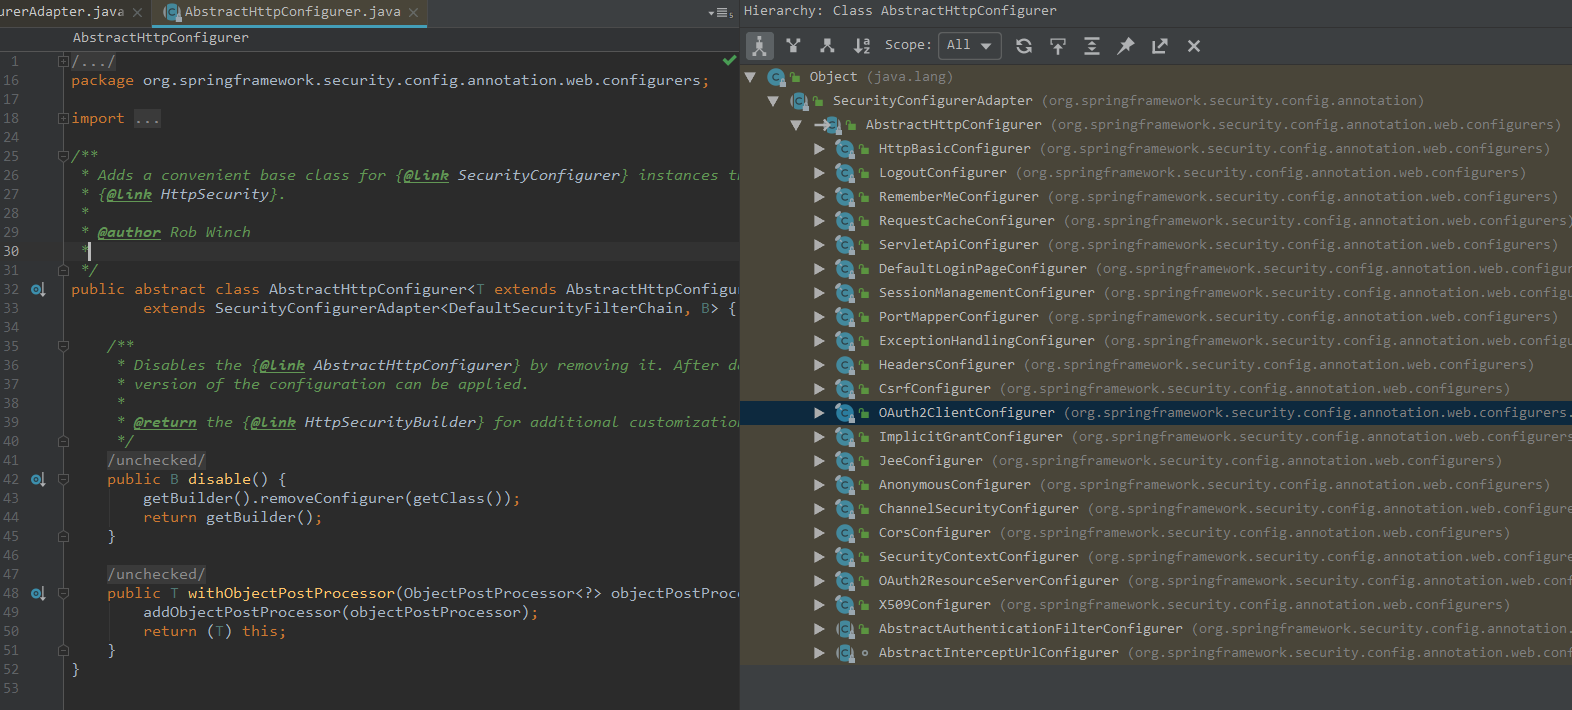 urerAdapter.java
AbstractHttpConfigurer.java
AbstractHttpConfigurer
1 /.../
16 package org.springframework.security.config.annotation.web.configurers;
17
18 import ...
24
25 /**
26 * Adds a convenient base class for {@link SecurityConfigurer} instances t
27 * {@link HttpSecurity}.
28 *
29 * @author Rob Winch
30 *
31 */
32 public abstract class AbstractHttpConfigurer<T extends AbstractHttpConfigu
33 extends SecurityConfigurerAdapter<DefaultSecurityFilterChain, B> {
34
35 /**
36 * Disables the {@link AbstractHttpConfigurer} by removing it. After d
37 * version of the configuration can be applied.
38 *
39 * @return the {@link HttpSecurityBuilder} for additional customizatio
40 */
41 /unchecked/
42 public B disable() {
43 getBuilder().removeConfigurer(getClass());
44 return getBuilder();
45 }
46
47 /unchecked/
48 public T withObjectPostProcessor(ObjectPostProcessor<?> objectPostProce
49 addObjectPostProcessor(objectPostProcessor);
50 return (T) this;
51 }
52 }
53
Hierarchy: Class AbstractHttpConfigurer
Scope: All
Object (java.lang)
SecurityConfigurerAdapter (org.springframework.security.config.annotation)
AbstractHttpConfigurer (org.springframework.security.config.annotation.web.configurers)
HttpBasicConfigurer (org.springframework.security.config.annotation.web.configurers)
LogoutConfigurer (org.springframework.security.config.annotation.web.configurers)
RememberMeConfigurer (org.springframework.security.config.annotation.web.configurers)
RequestCacheConfigurer (org.springframework.security.config.annotation.web.configurers)
ServletApiConfigurer (org.springframework.security.config.annotation.web.configurers)
DefaultLoginPageConfigurer (org.springframework.security.config.annotation.web.configur
SessionManagementConfigurer (org.springframework.security.config.annotation.web.configu
PortMapperConfigurer (org.springframework.security.config.annotation.web.configurers)
ExceptionHandlingConfigurer (org.springframework.security.config.annotation.web.configu
HeadersConfigurer (org.springframework.security.config.annotation.web.configurers)
CsrfConfigurer (org.springframework.security.config.annotation.web.configurers)
OAuth2ClientConfigurer (org.springframework.security.config.annotation.web.configurers.
ImplicitGrantConfigurer (org.springframework.security.config.annotation.web.configurers
JeeConfigurer (org.springframework.security.config.annotation.web.configurers)
AnonymousConfigurer (org.springframework.security.config.annotation.web.configurers)
ChannelSecurityConfigurer (org.springframework.security.config.annotation.web.configure
CorsConfigurer (org.springframework.security.config.annotation.web.configurers)
SecurityContextConfigurer (org.springframework.security.config.annotation.web.configure
OAuth2ResourceServerConfigurer (org.springframework.security.config.annotation.web.conf
X509Configurer (org.springframework.security.config.annotation.web.configurers)
AbstractAuthenticationFilterConfigurer (org.springframework.security.config.annotation.
AbstractInterceptUrlConfigurer (org.springframework.security.config.annotation.web.conf